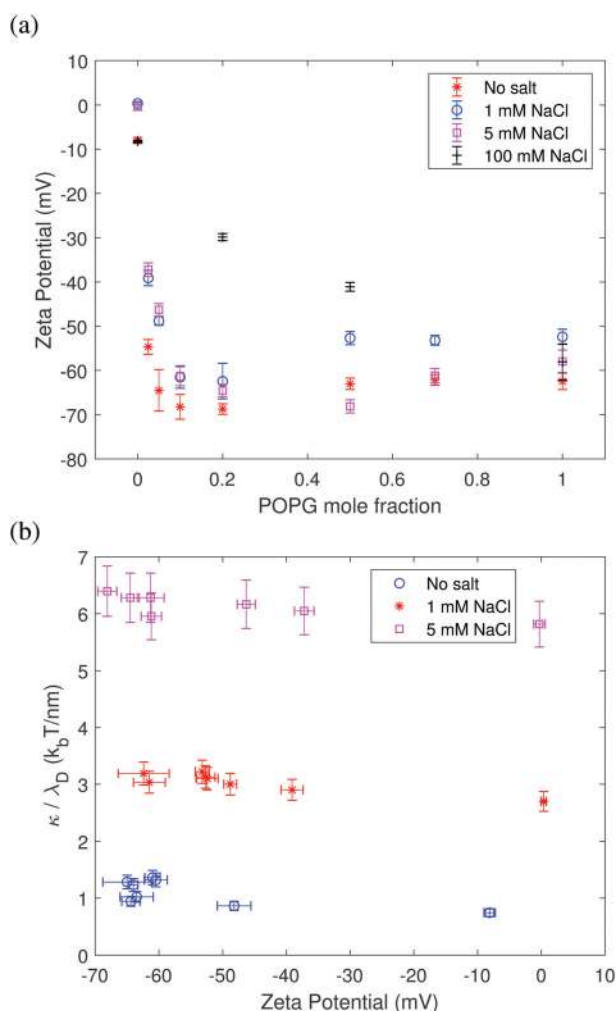 (a)
10
0
-10
-20
-30
-40
-50
-60
-70
-80
Zeta Potential (mV)
No salt
1 mM NaCl
5 mM NaCl
100 mM NaCl
0 0.2 0.4 0.6 0.8 1
POPG mole fraction
(b)
7
6
5
4
3
2
1
0
κ / λD (kbT/nm)
No salt
1 mM NaCl
5 mM NaCl
-70 -60 -50 -40 -30 -20 -10 0 10
Zeta Potential (mV)